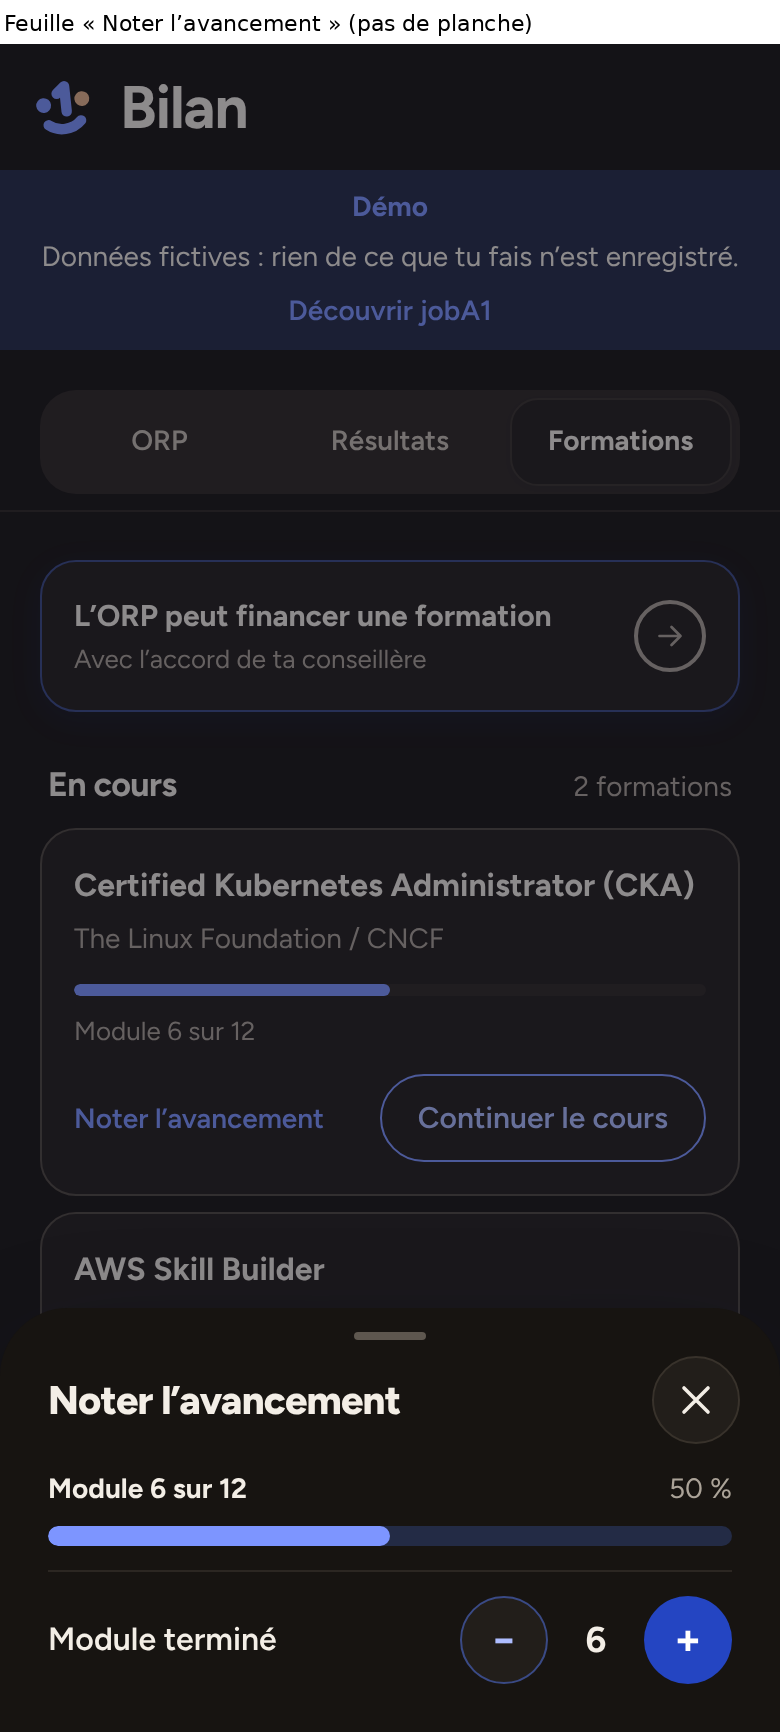 Feuille « Noter l’avancement » (pas de planche)
Bilan
Démo
Données fictives : rien de ce que tu fais n’est enregistré.
Découvrir jobA1
ORP
Résultats
Formations
L’ORP peut financer une formation
Avec l’accord de ta conseillère
En cours
2 formations
Certified Kubernetes Administrator (CKA)
The Linux Foundation / CNCF
Module 6 sur 12
Noter l’avancement
Continuer le cours
AWS Skill Builder
Noter l’avancement
Module 6 sur 12
50 %
Module terminé
−
6
+